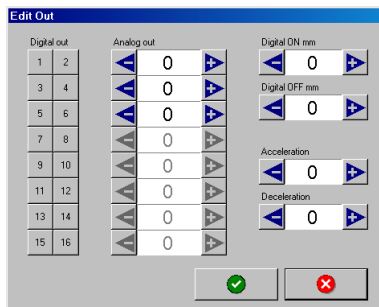 Edit Out
Digital out Analog out Digital ON mm
1 2 0 0
3 4 0 Digital OFF mm
5 6 0 0
7 8 0
9 10 0 Acceleration
11 12 0 0
13 14 0 Deceleration
15 16 0 0